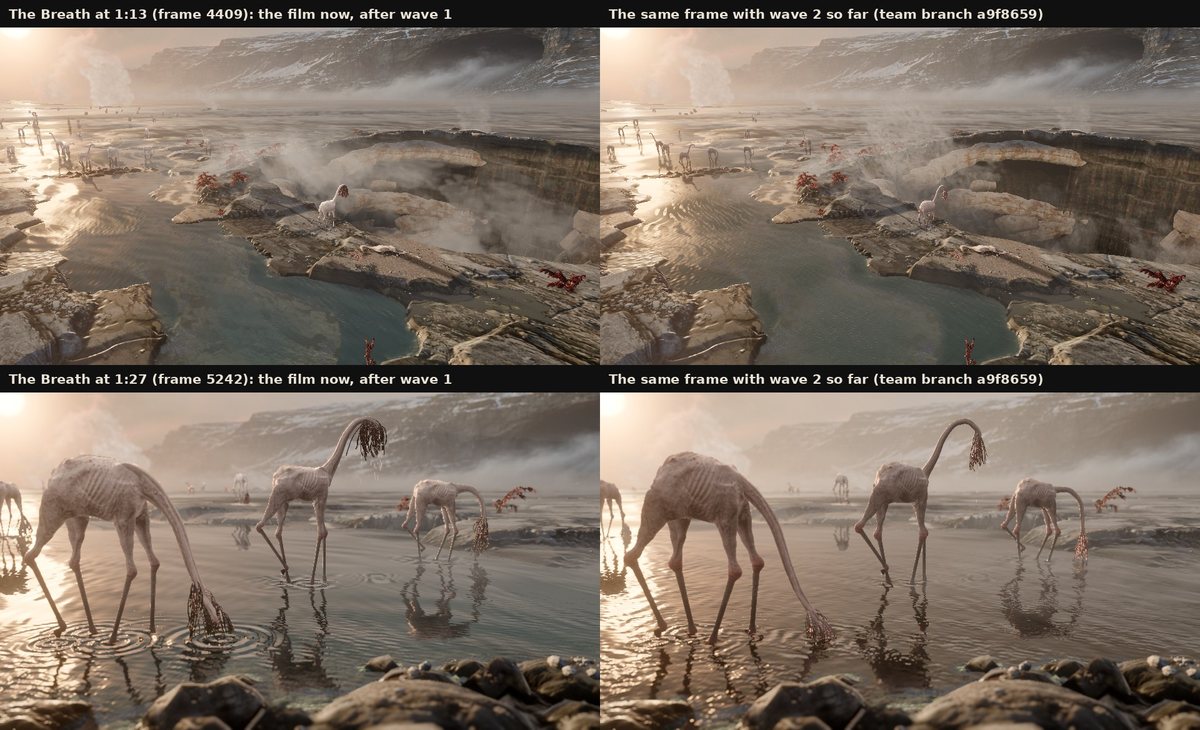 The Breath at 1:13 (frame 4409): the film now, after wave 1
The same frame with wave 2 so far (team branch a9f8659)
The Breath at 1:27 (frame 5242): the film now, after wave 1
The same frame with wave 2 so far (team branch a9f8659)